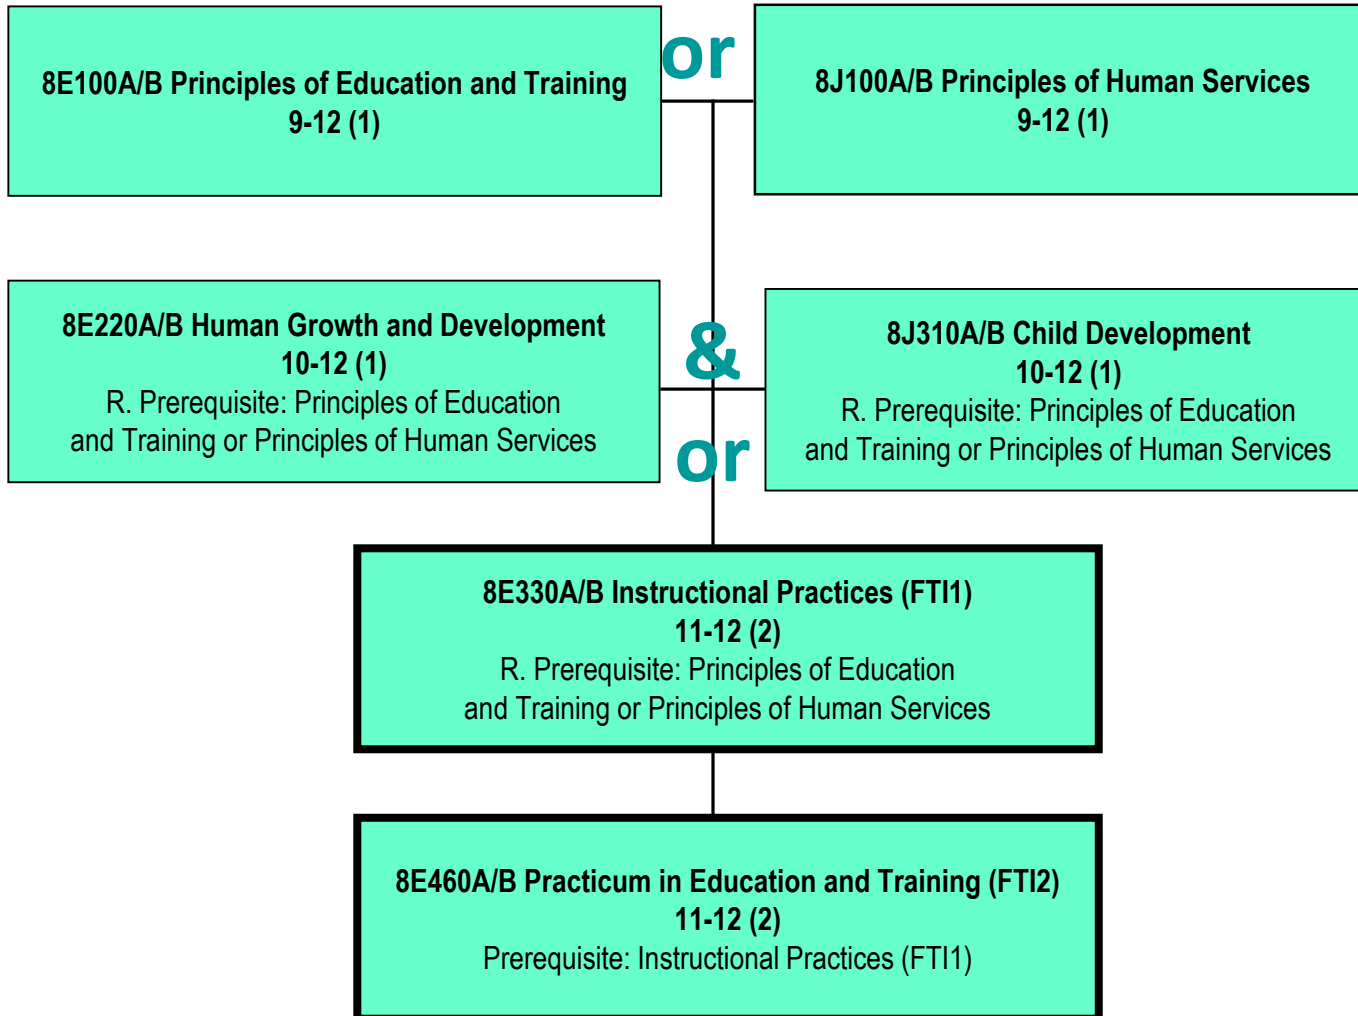 8E100A/B Principles of Education and Training
9-12 (1)
or
8J100A/B Principles of Human Services
9-12 (1)
8E220A/B Human Growth and Development
10-12 (1)
R. Prerequisite: Principles of Education
and Training or Principles of Human Services
&
or
8J310A/B Child Development
10-12 (1)
R. Prerequisite: Principles of Education
and Training or Principles of Human Services
8E330A/B Instructional Practices (FTI1)
11-12 (2)
R. Prerequisite: Principles of Education
and Training or Principles of Human Services
8E460A/B Practicum in Education and Training (FTI2)
11-12 (2)
Prerequisite: Instructional Practices (FTI1)